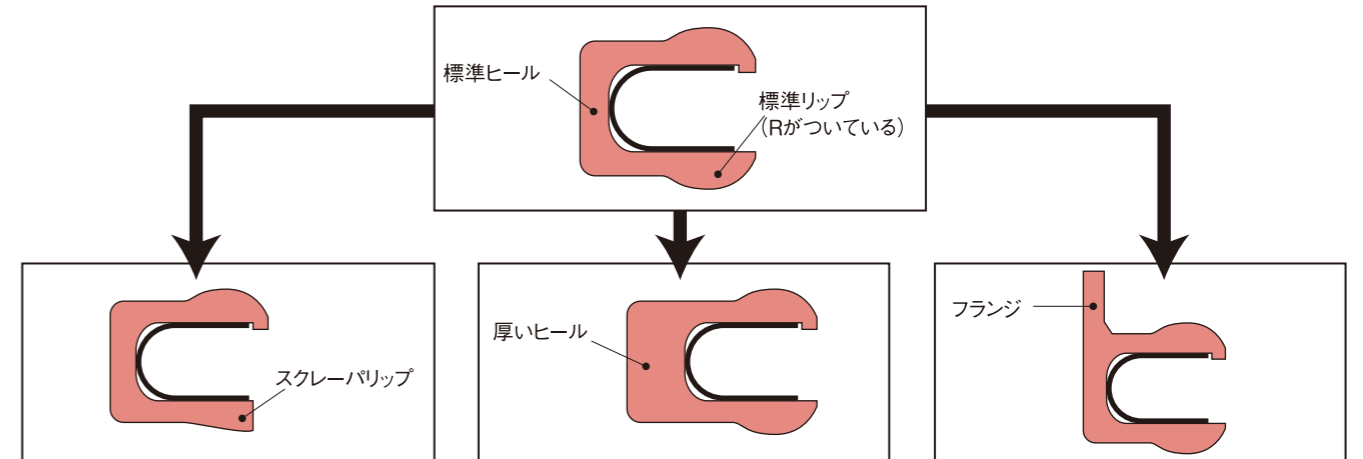 標準ヒール
標準リップ
（Rがついている）
スクレーパリップ
厚いヒール
フランジ